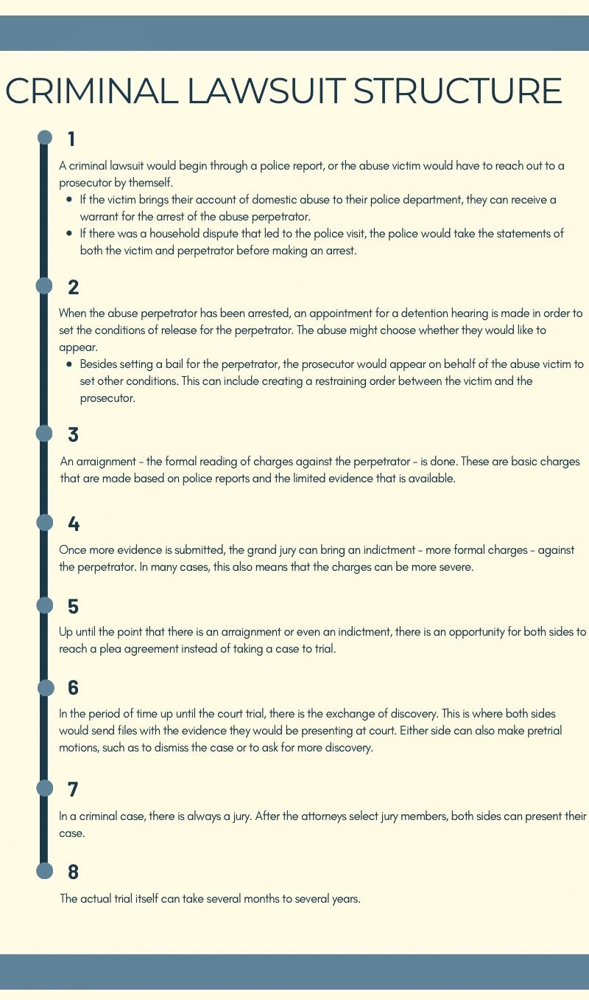 CRIMINAL LAWSUIT STRUCTURE
1
A criminal lawsuit would begin through a police report, or the abuse victim would have to reach out to a
prosecutor by themself.
• If the victim brings their account of domestic abuse to their police department, they can receive a
warrant for the arrest of the abuse perpetrator.
• If there was a household dispute that led to the police visit, the police would take the statements of
both the victim and perpetrator before making an arrest.
2
When the abuse perpetrator has been arrested, an appointment for a detention hearing is made in order to
set the conditions of release for the perpetrator. The abuse might choose whether they would like to
appear.
• Besides setting a bail for the perpetrator, the prosecutor would appear on behalf of the abuse victim to
set other conditions. This can include creating a restraining order between the victim and the
prosecutor.
3
An arraignment - the formal reading of charges against the perpetrator - is done. These are basic charges
that are made based on police reports and the limited evidence that is available.
4
Once more evidence is submitted, the grand jury can bring an indictment - more formal charges - against
the perpetrator. In many cases, this also means that the charges can be more severe.
5
Up until the point that there is an arraignment or even an indictment, there is an opportunity for both sides to
reach a plea agreement instead of taking a case to trial.
6
In the period of time up until the court trial, there is the exchange of discovery. This is where both sides
would send files with the evidence they would be presenting at court. Either side can also make pretrial
motions, such as to dismiss the case or to ask for more discovery.
7
In a criminal case, there is always a jury. After the attorneys select jury members, both sides can present their
case.
8
The actual trial itself can take several months to several years.